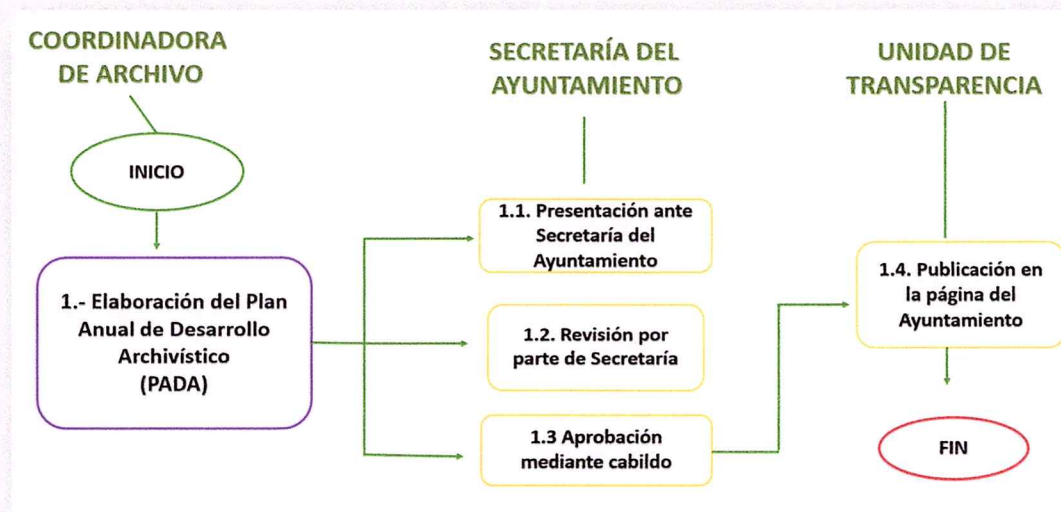 COORDINADORA
DE ARCHIVO
SECRETARÍA DEL
AYUNTAMIENTO
UNIDAD DE
TRANSPARENCIA
INICIO
1.- Elaboración del Plan
Anual de Desarrollo
Archivístico
(PADA)
1.1. Presentación ante
Secretaría del
Ayuntamiento
1.2. Revisión por
parte de Secretaría
1.3 Aprobación
mediante cabildo
1.4. Publicación en
la página del
Ayuntamiento
FIN